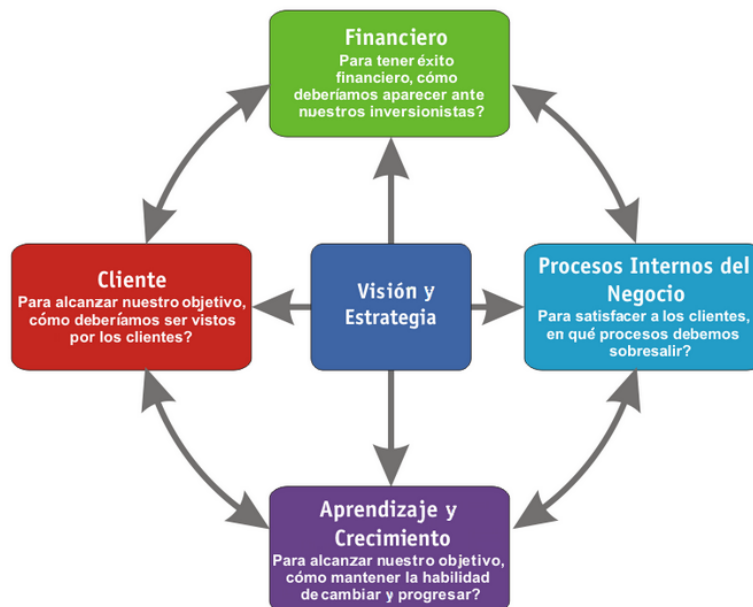 Financiero
Para tener éxito
financiero, cómo
deberíamos aparecer ante
nuestros inversionistas?
Cliente
Para alcanzar nuestro objetivo,
cómo deberíamos ser vistos
por los clientes?
Visión y
Estrategia
Procesos Internos del
Negocio
Para satisfacer a los clientes,
en qué procesos debemos
sobresalir?
Aprendizaje y
Crecimiento
Para alcanzar nuestro objetivo,
cómo mantener la habilidad
de cambiar y progresar?